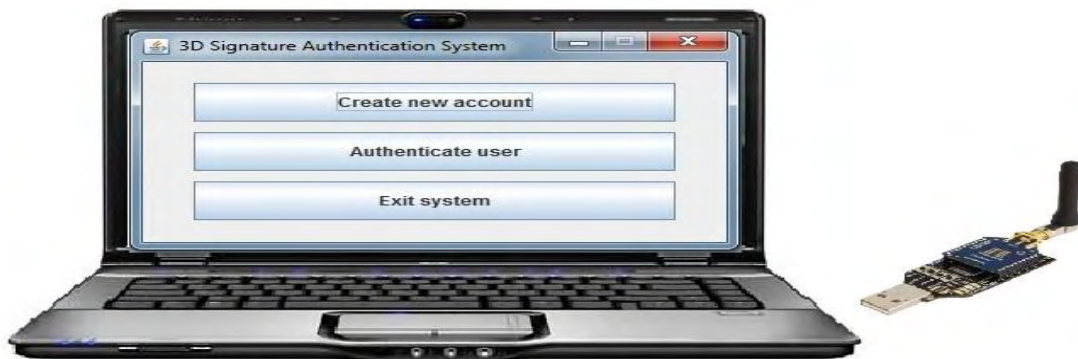 3D Signature Authentication System
Create new account
Authenticate user
Exit system